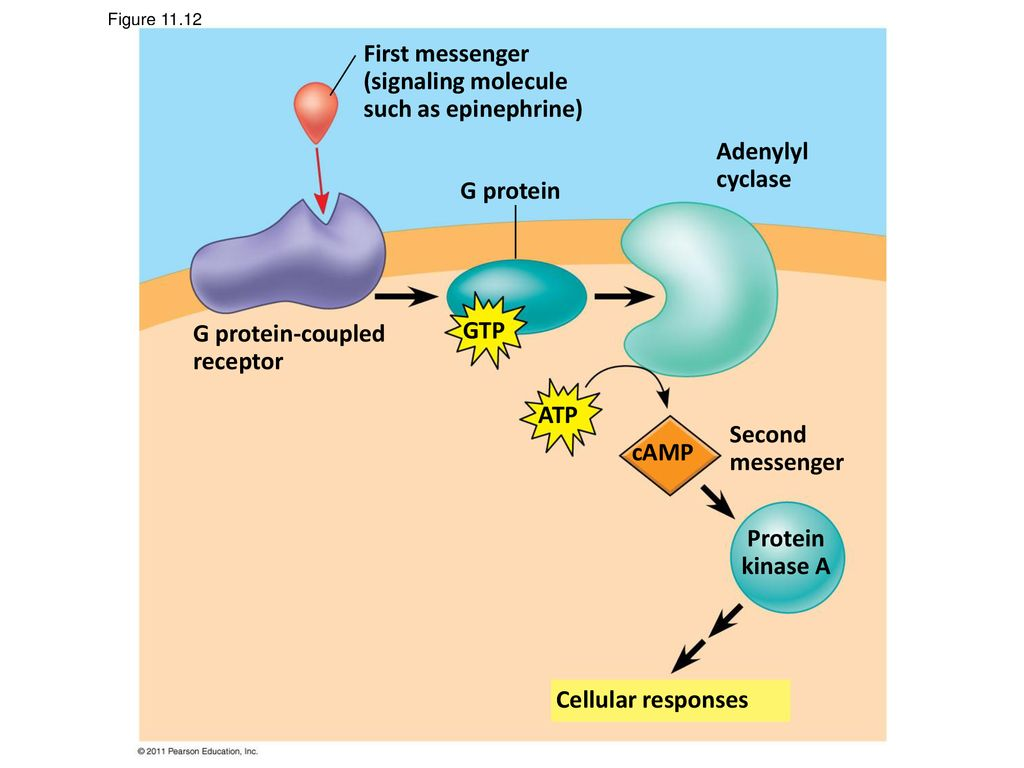 Figure 11.12
First messenger
(signaling molecule
such as epinephrine)
Adenylyl
cyclase
G protein
G protein-coupled
receptor
GTP
ATP
cAMP
Second
messenger
Protein
kinase A
Cellular responses
© 2011 Pearson Education, Inc.